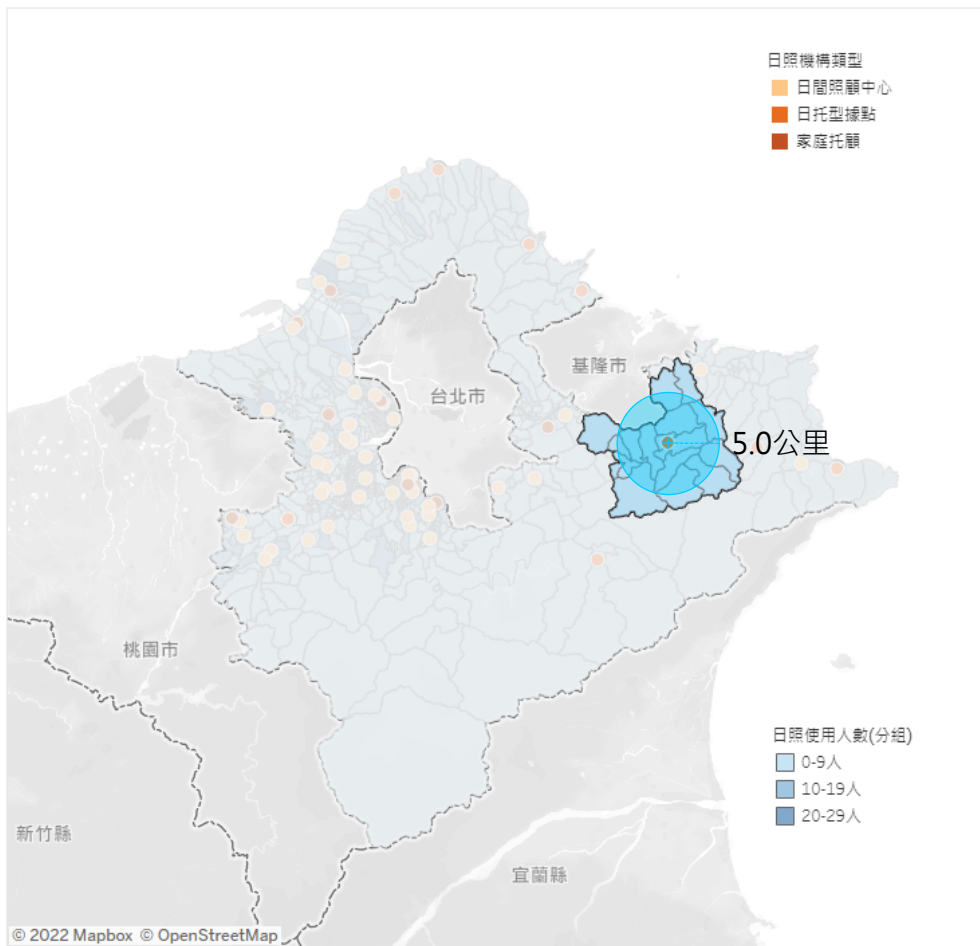 日照機構類型
日間照顧中心
日托型據點
家庭托顧
基隆市
台北市
5.0公里
桃園市
日照使用人數(分組)
0-9人
10-19人
20-29人
新竹縣
宜蘭縣
© 2022 Mapbox © OpenStreetMap